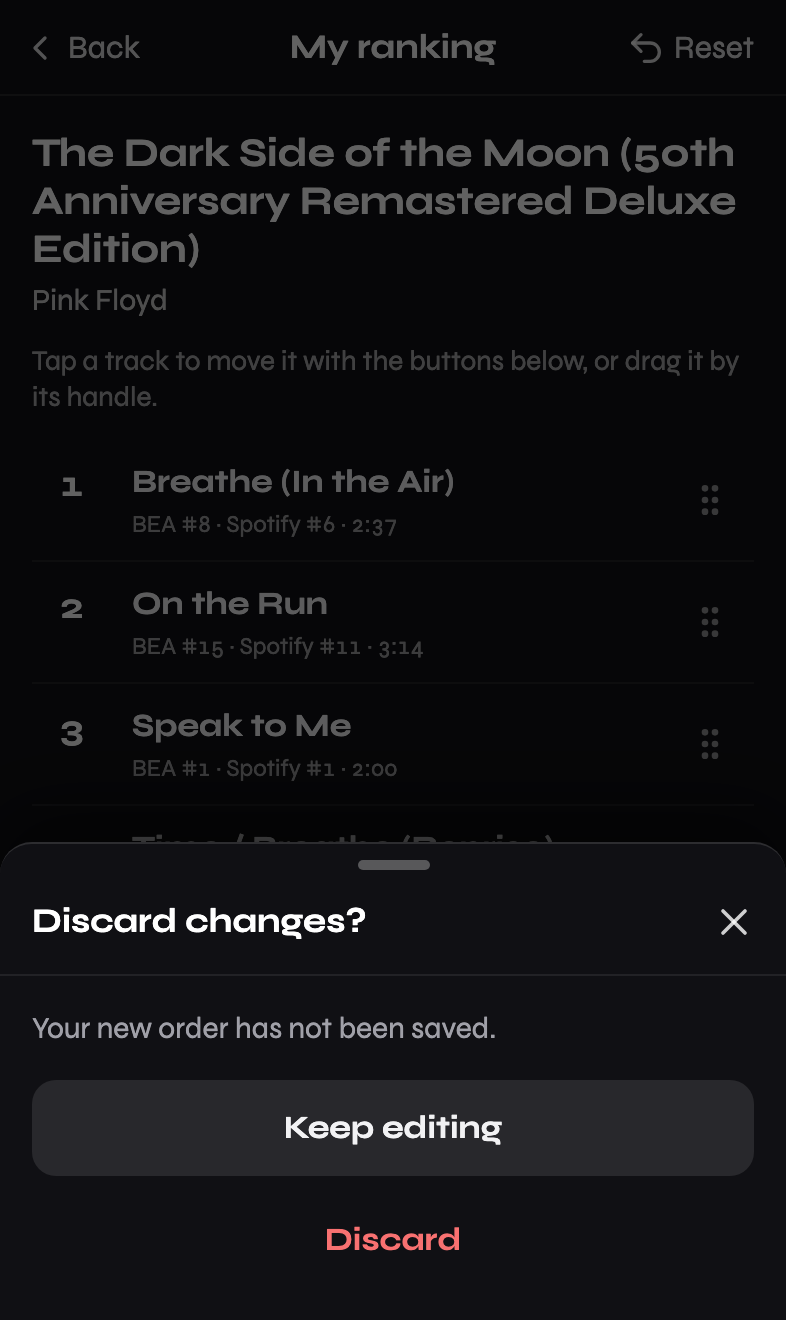 Back
My ranking
Reset
The Dark Side of the Moon (50th
Anniversary Remastered Deluxe
Edition)
Pink Floyd
Tap a track to move it with the buttons below, or drag it by
its handle.
1
Breathe (In the Air)
BEA #8 · Spotify #6 · 2:37
2
On the Run
BEA #15 · Spotify #11 · 3:14
3
Speak to Me
BEA #1 · Spotify #1 · 2:00
Time / Breathe (Reprise)
Discard changes?
Your new order has not been saved.
Keep editing
Discard